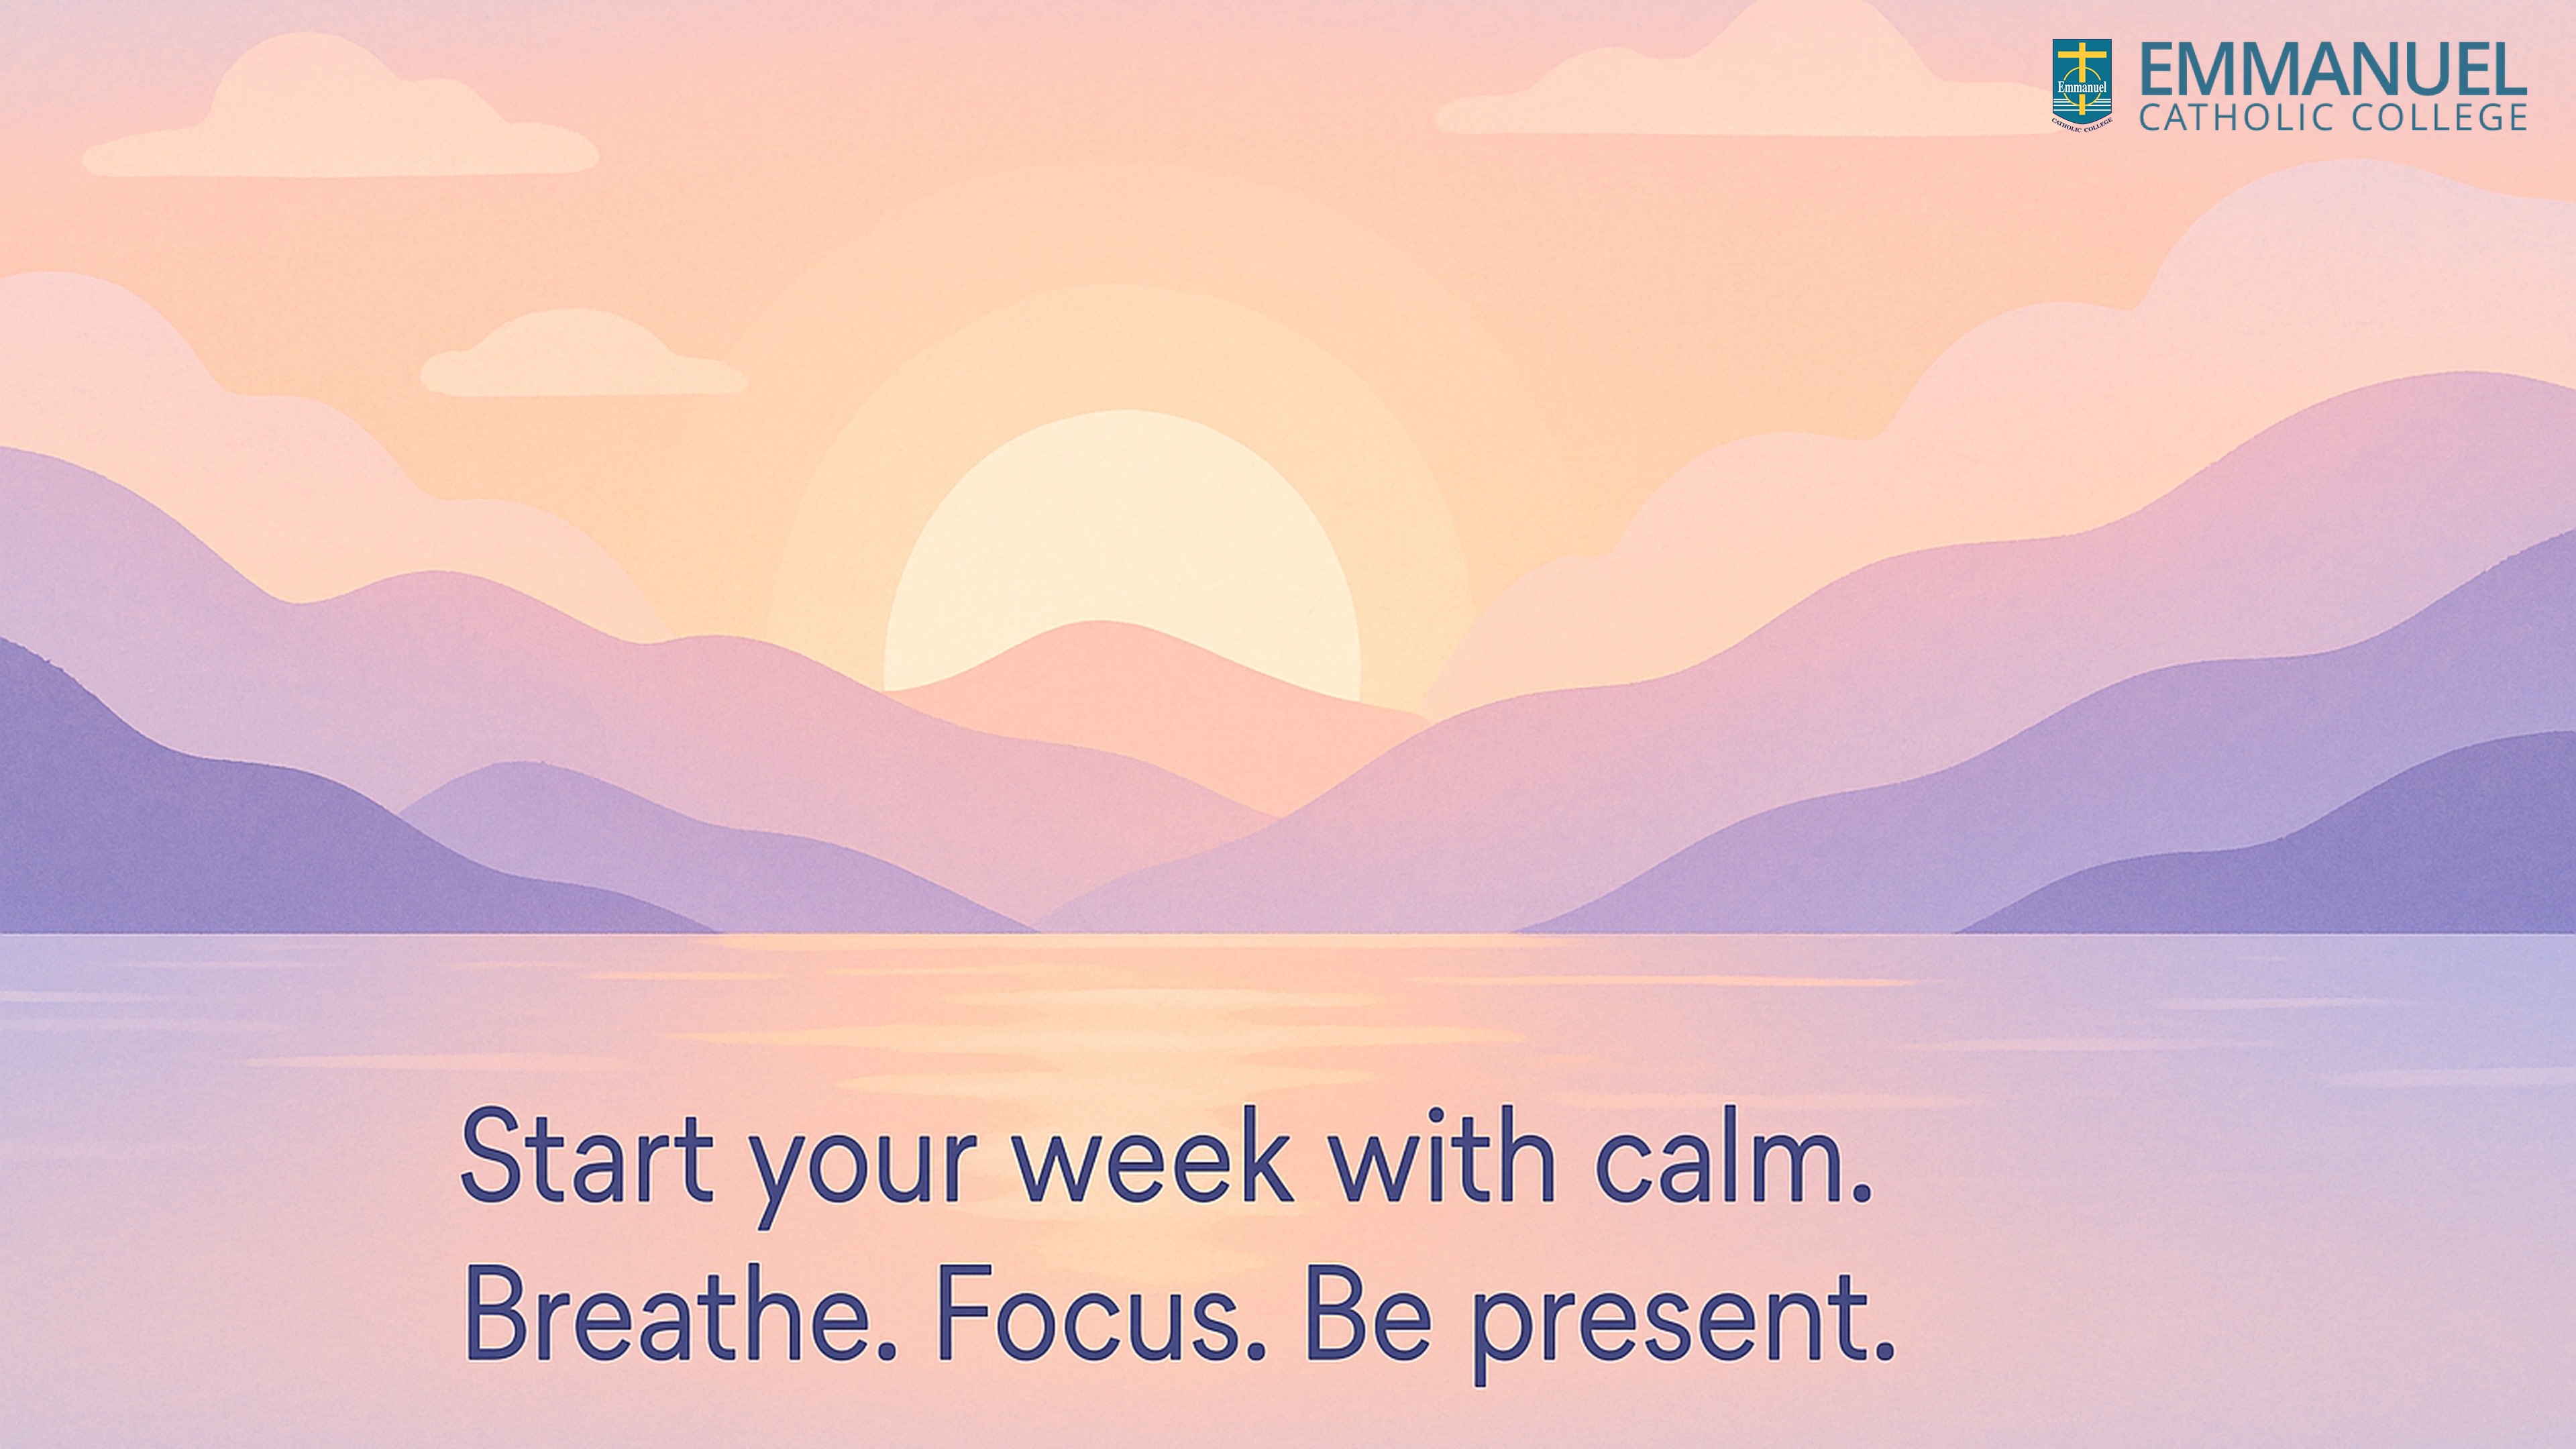 Emmanuel
CATHOLIC COLLEGE
EMMANUEL
CATHOLIC COLLEGE
Start your week with calm.
Breathe. Focus. Be present.